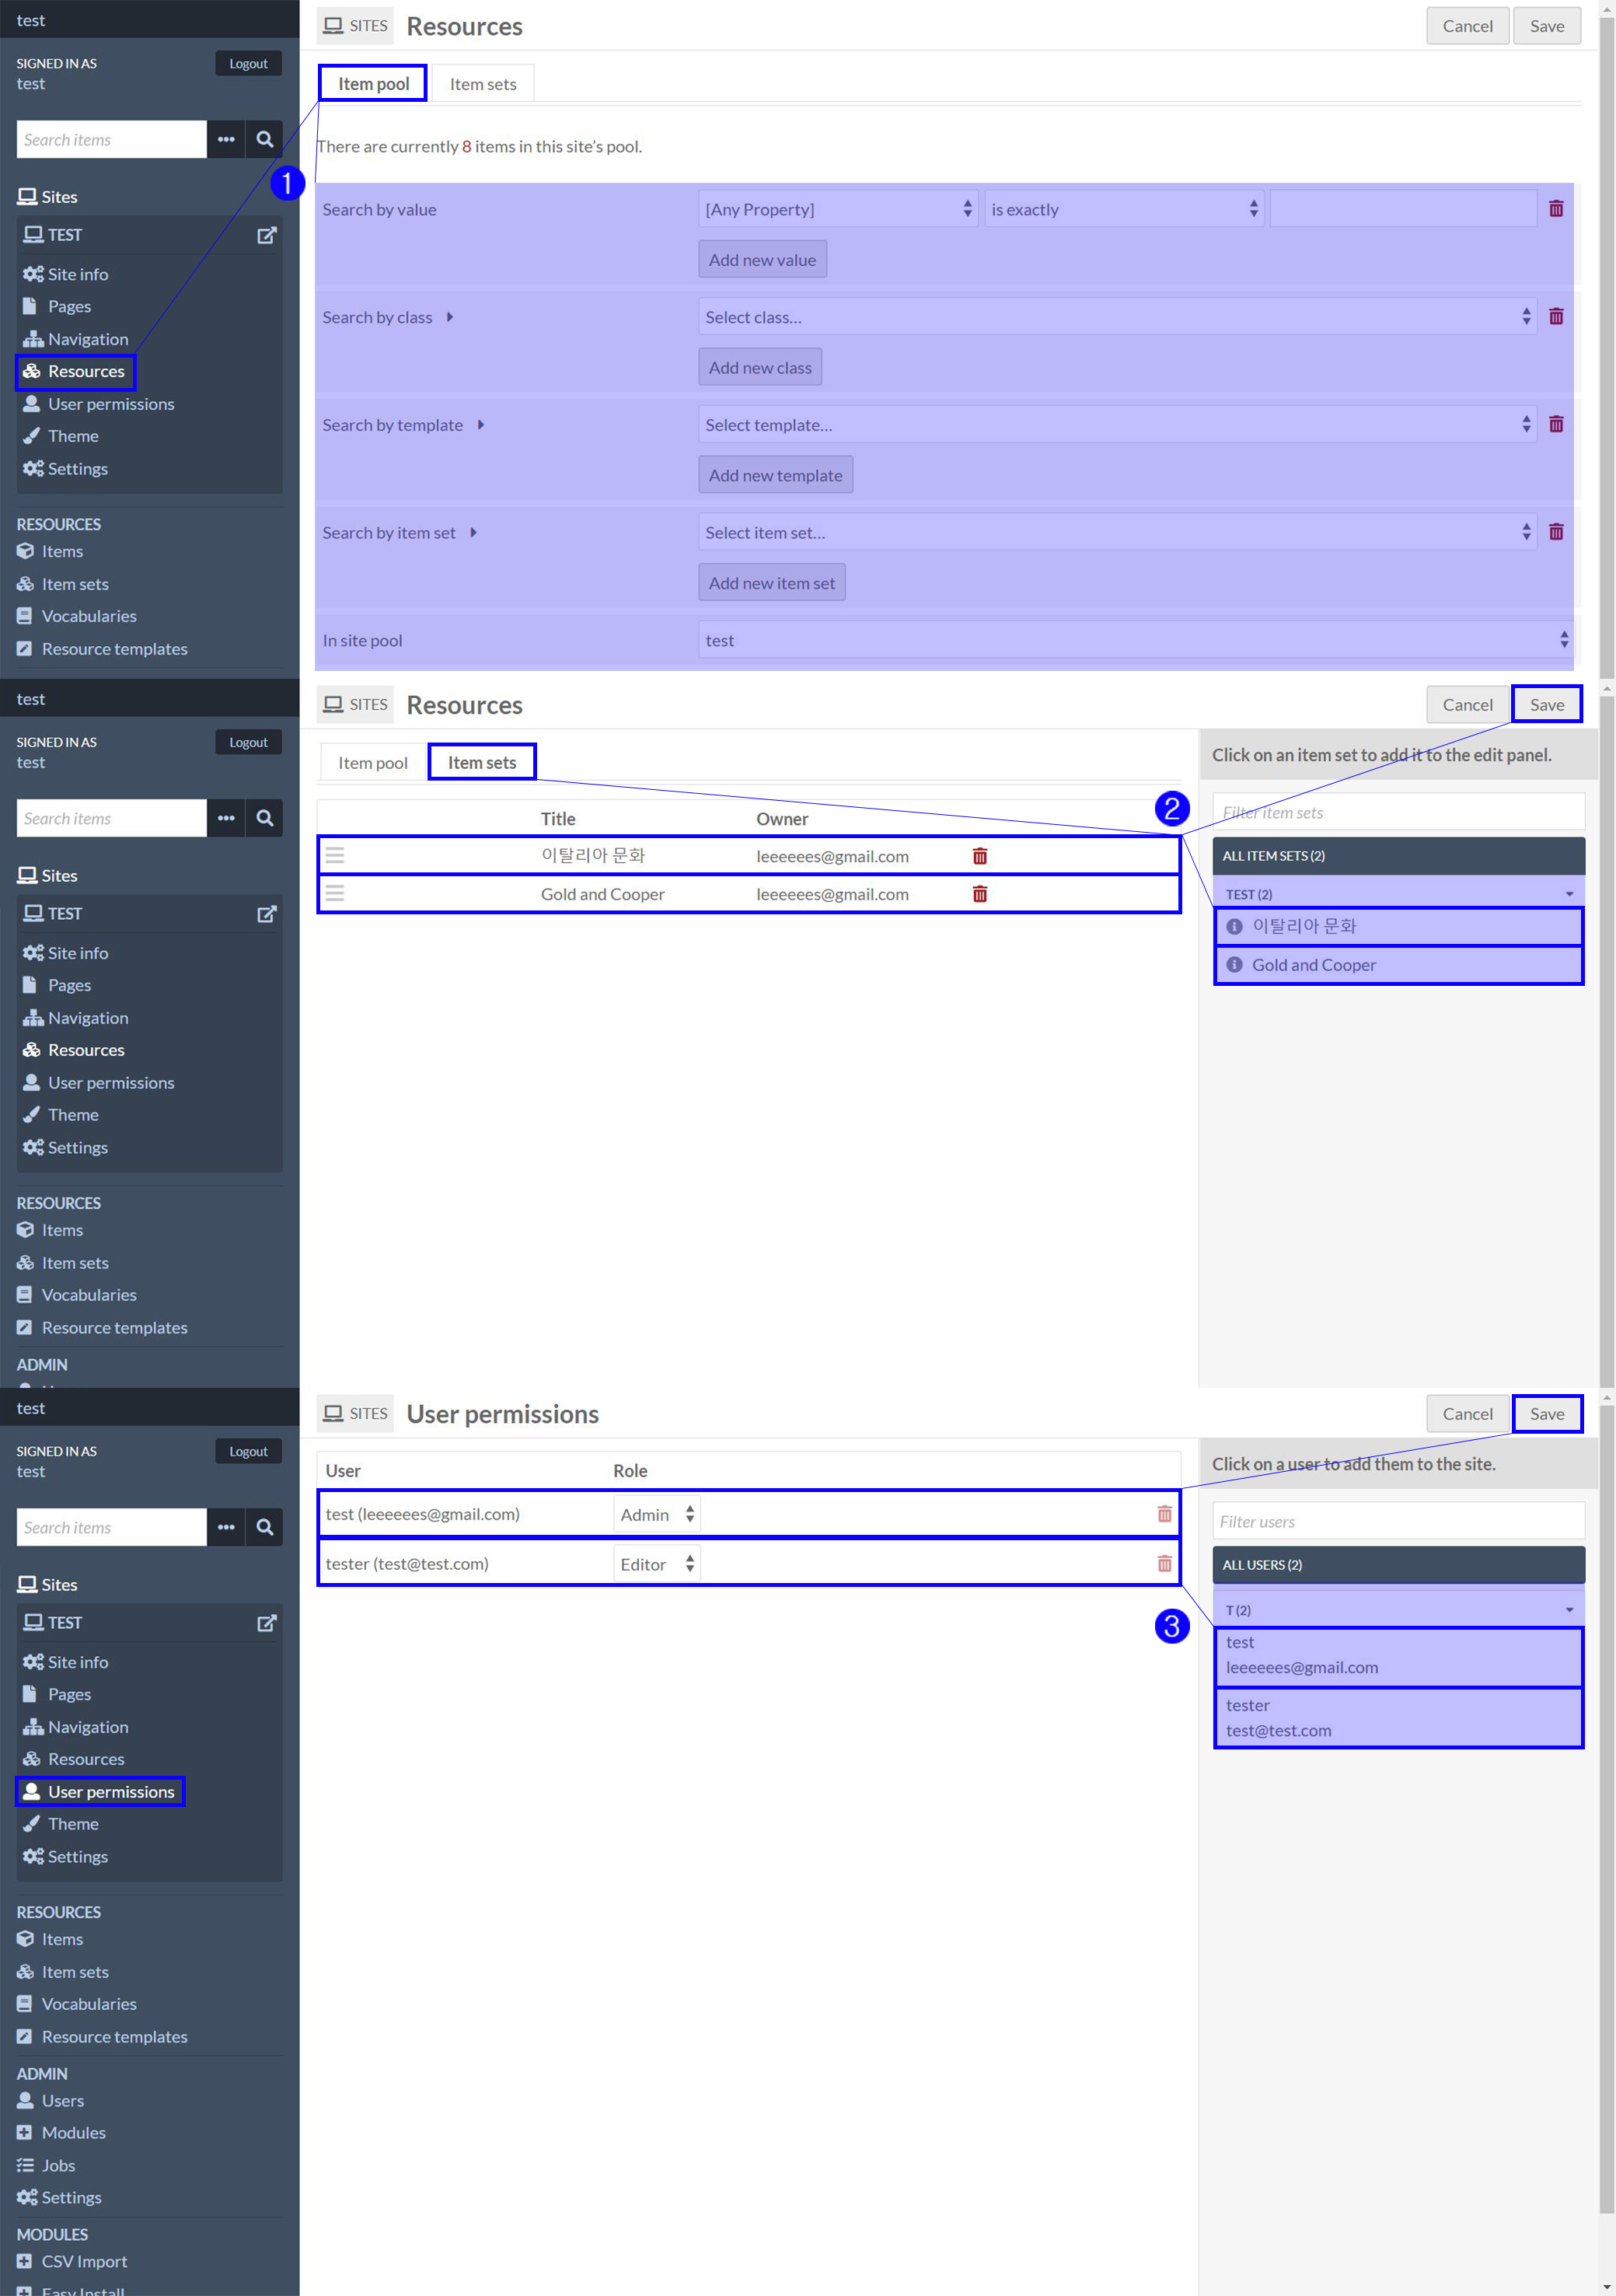 test
SIGNED IN AS
Logout
test
Search items
Sites
TEST
Site info
Pages
Navigation
Resources
User permissions
Theme
Settings
RESOURCES
Items
Item sets
Vocabularies
Resource templates
SITES Resources
Cancel Save
Item pool Item sets
There are currently 8 items in this site's pool.
1
Search by value [Any Property] is exactly
Add new value
Search by class Select class...
Add new class
Search by template Select template...
Add new template
Search by item set Select item set...
Add new item set
In site pool test
test
SIGNED IN AS
Logout
test
Search items
Sites
TEST
Site info
Pages
Navigation
Resources
User permissions
Theme
Settings
RESOURCES
Items
Item sets
Vocabularies
Resource templates
ADMIN
SITES Resources
Cancel Save
Item pool Item sets
Title Owner
이탈리아 문화 leeeeees@gmail.com
Gold and Cooper leeeeees@gmail.com
2
Click on an item set to add it to the edit panel.
Filter item sets
ALL ITEM SETS (2)
TEST (2)
이탈리아 문화
Gold and Cooper
test
SIGNED IN AS
Logout
test
Search items
Sites
TEST
Site info
Pages
Navigation
Resources
User permissions
Theme
Settings
RESOURCES
Items
Item sets
Vocabularies
Resource templates
ADMIN
Users
Modules
Jobs
Settings
MODULES
CSV Import
Easy Install
SITES User permissions
Cancel Save
User Role
test (leeeeees@gmail.com) Admin
tester (test@test.com) Editor
3
Click on a user to add them to the site.
Filter users
ALL USERS (2)
T (2)
test
leeeeees@gmail.com
tester
test@test.com